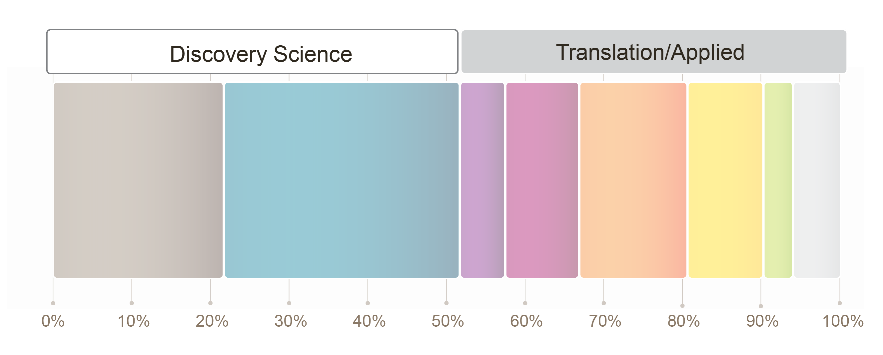 Discovery Science
Translation/Applied
0% 10% 20% 30% 40% 50% 60% 70% 80% 90% 100%